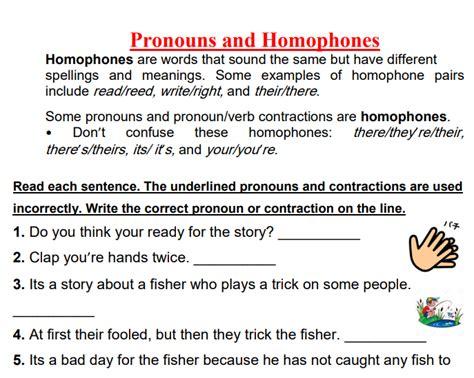 Pronouns and Homophones
Homophones are words that sound the same but have different
spellings and meanings. Some examples of homophone pairs
include read/reed, write/right, and their/there.
Some pronouns and pronoun/verb contractions are homophones.
• Don't confuse these homophones: there/they're/their,
there's/theirs, its/ it's, and your/you're.
Read each sentence. The underlined pronouns and contractions are used
incorrectly. Write the correct pronoun or contraction on the line.
1. Do you think your ready for the story? __________
2. Clap you're hands twice. __________
3. Its a story about a fisher who plays a trick on some people.
__________
4. At first their fooled, but then they trick the fisher. __________
5. Its a bad day for the fisher because he has not caught any fish to